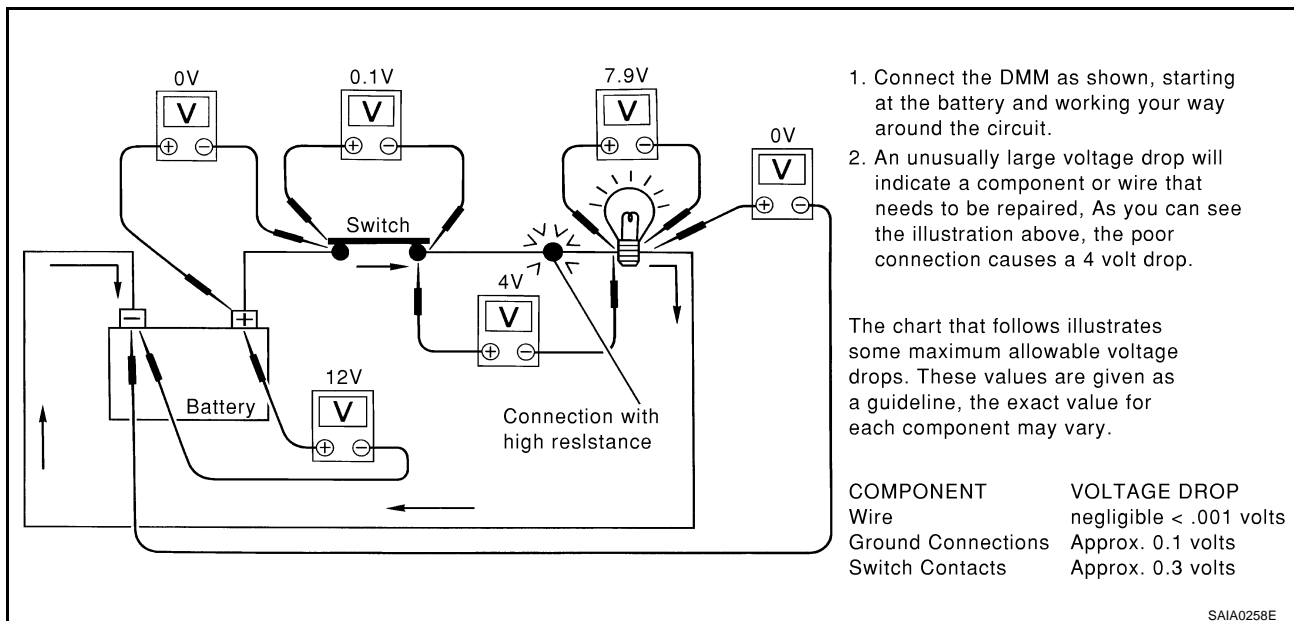 0V
0.1V
7.9V
0V
V
V
V
V
Switch
4V
V
12V
V
Battery
Connection with
high reslstance
1. Connect the DMM as shown, starting
at the battery and working your way
around the circuit.
2. An unusually large voltage drop will
indicate a component or wire that
needs to be repaired, As you can see
the illustration above, the poor
connection causes a 4 volt drop.
The chart that follows illustrates
some maximum allowable voltage
drops. These values are given as
a guideline, the exact value for
each component may vary.
COMPONENT VOLTAGE DROP
Wire negligible < .001 volts
Ground Connections Approx. 0.1 volts
Switch Contacts Approx. 0.3 volts
SAIA0258E